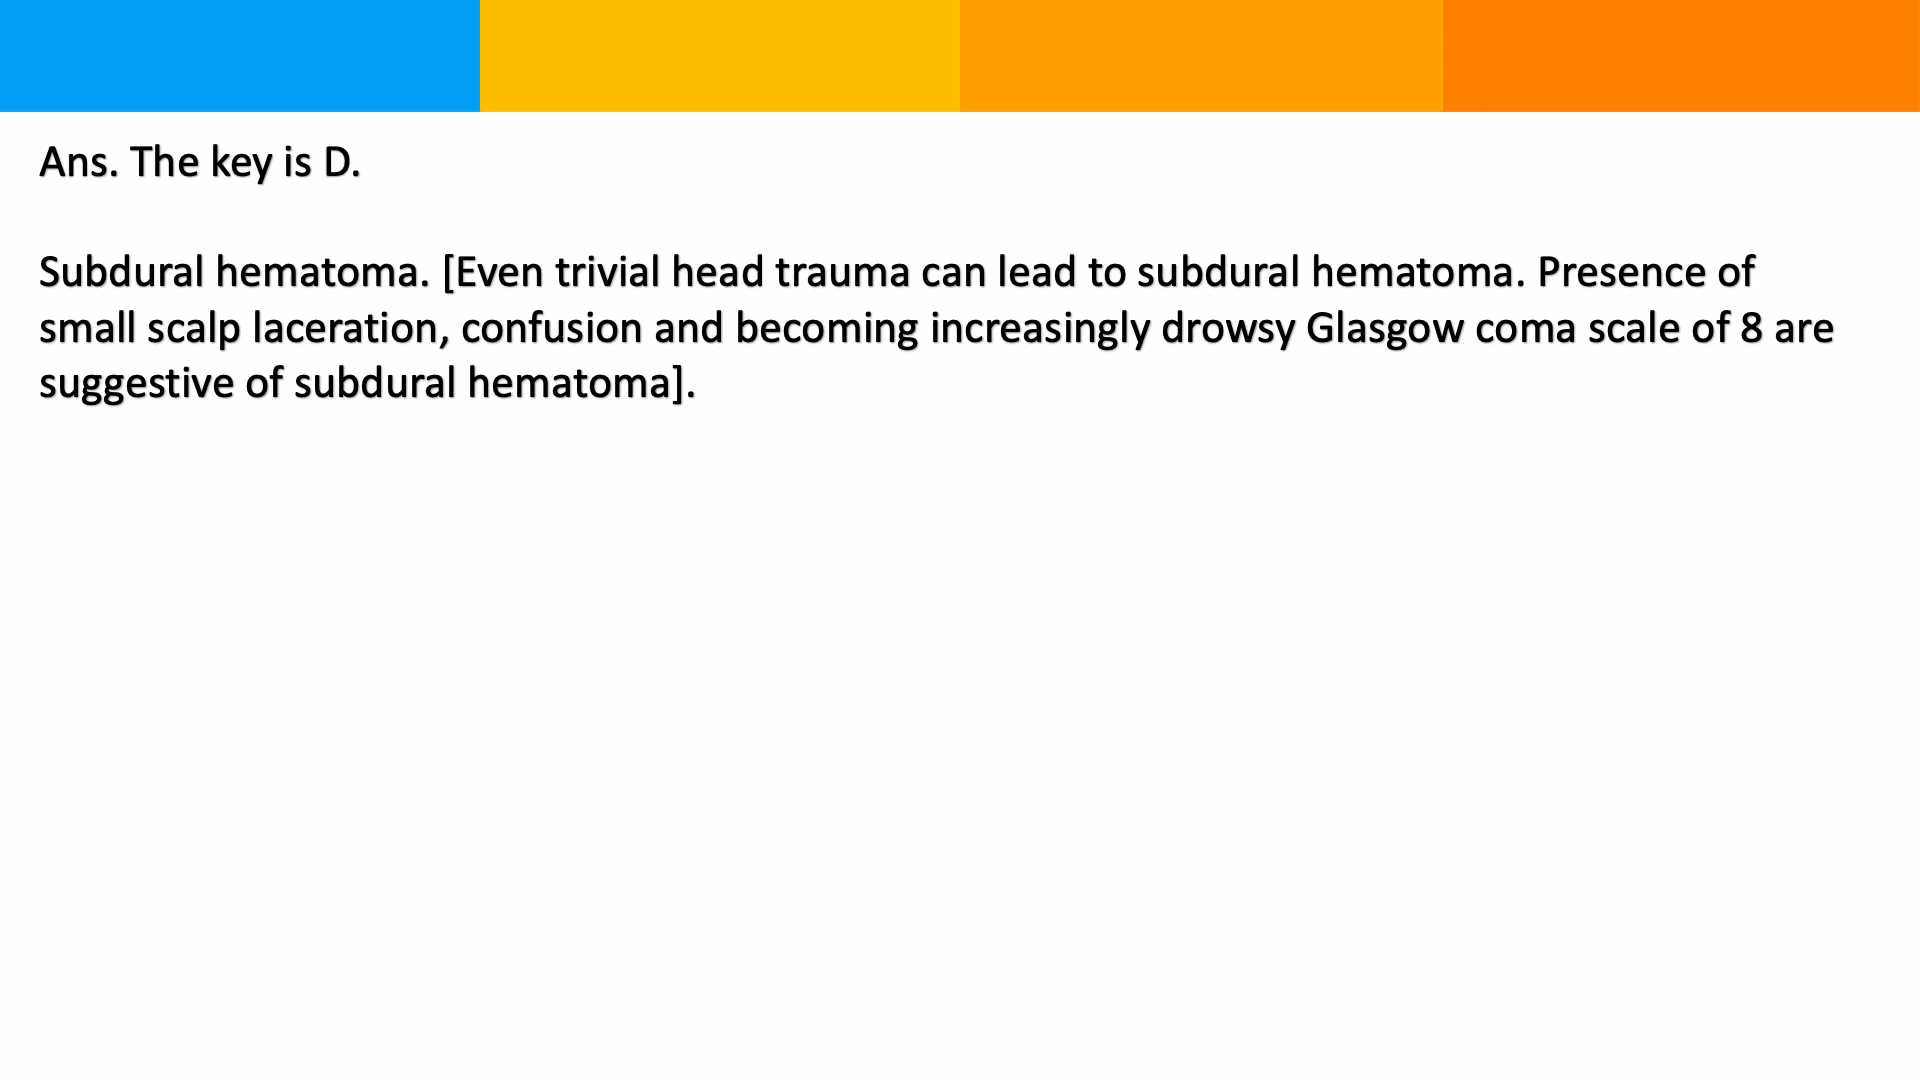 Ans. The key is D.
Subdural hematoma. [Even trivial head trauma can lead to subdural hematoma. Presence of
small scalp laceration, confusion and becoming increasingly drowsy Glasgow coma scale of 8 are
suggestive of subdural hematoma].